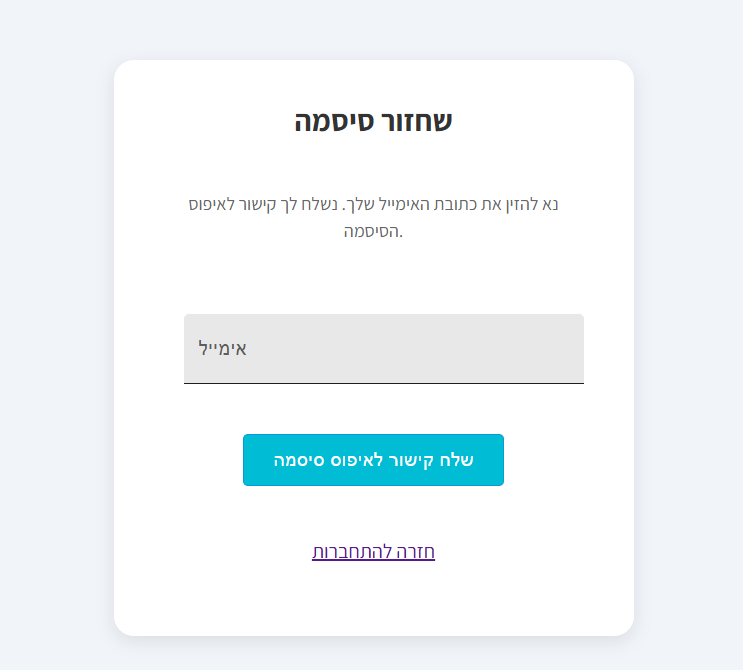 שחזור סיסמה
נא להזין את כתובת האימייל שלך. נשלח לך קישור לאיפוס
הסיסמה.
אימייל
שלח קישור לאיפוס סיסמה
חזרה להתחברות